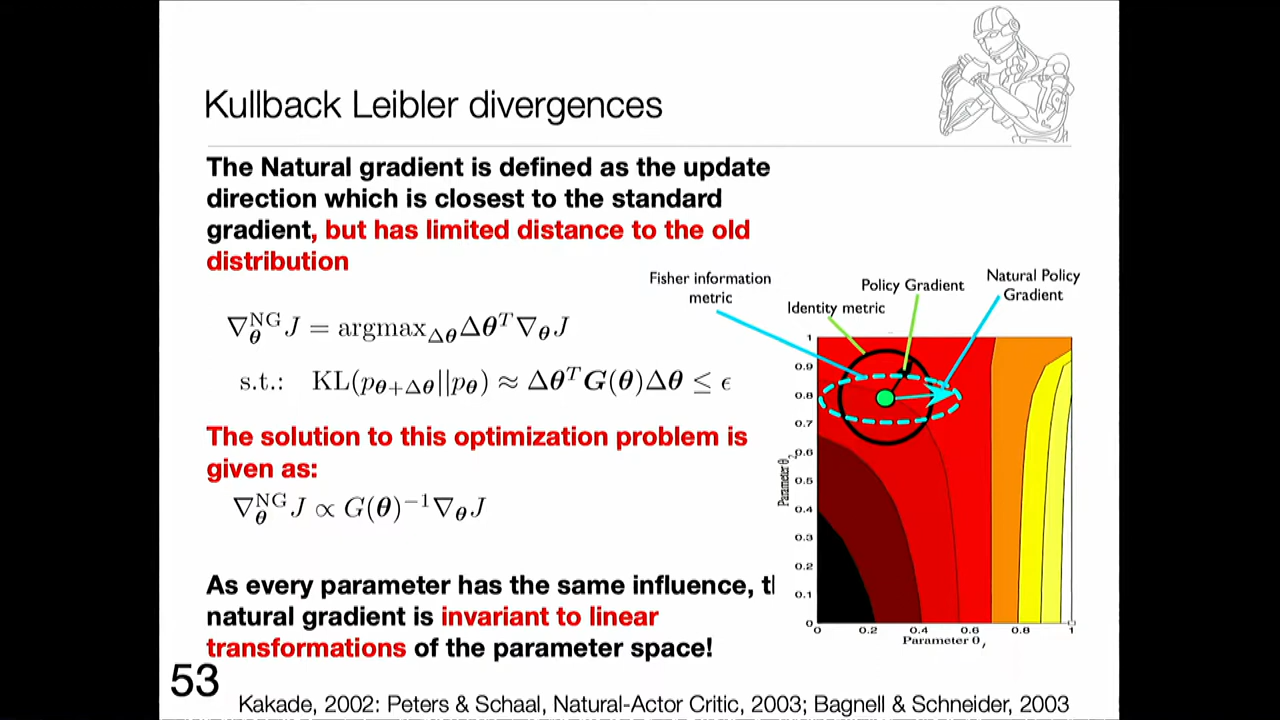 Kullback Leibler divergences
The Natural gradient is defined as the update
direction which is closest to the standard
gradient, but has limited distance to the old
distribution
∇_θ^NG J = argmax_Δθ Δθ^T ∇_θ J
s.t.: KL(p_θ+Δθ||p_θ) ≈ Δθ^T G(θ)Δθ ≤ ϵ
The solution to this optimization problem is
given as:
∇_θ^NG J ∝ G(θ)^−1 ∇_θ J
As every parameter has the same influence, t
natural gradient is invariant to linear
transformations of the parameter space!
Fisher information
metric
Identity metric
Policy Gradient
Natural Policy
Gradient
1
0.9
0.8
0.7
0.6
0.5
0.4
0.3
0.2
0.1
0
Parameter θ
0 0.2 0.4 0.6 0.8 1
Parameter θ
53
Kakade, 2002: Peters & Schaal, Natural-Actor Critic, 2003; Bagnell & Schneider, 2003